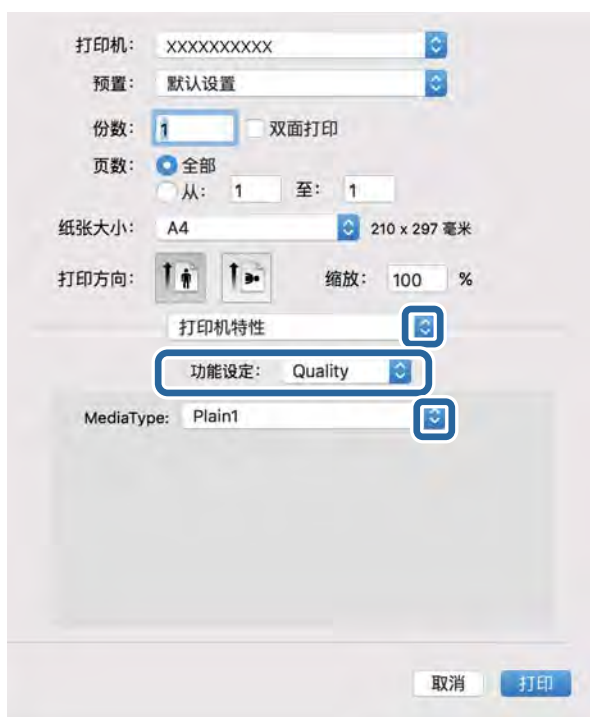 打印机: XXXXXXXXXX
预置: 默认设置
份数: 1 双面打印
页数: 全部
从: 1 至: 1
纸张大小: A4 210 x 297 毫米
打印方向: 缩放: 100 %
打印机特性
功能设定: Quality
MediaType: Plain1
取消 打印